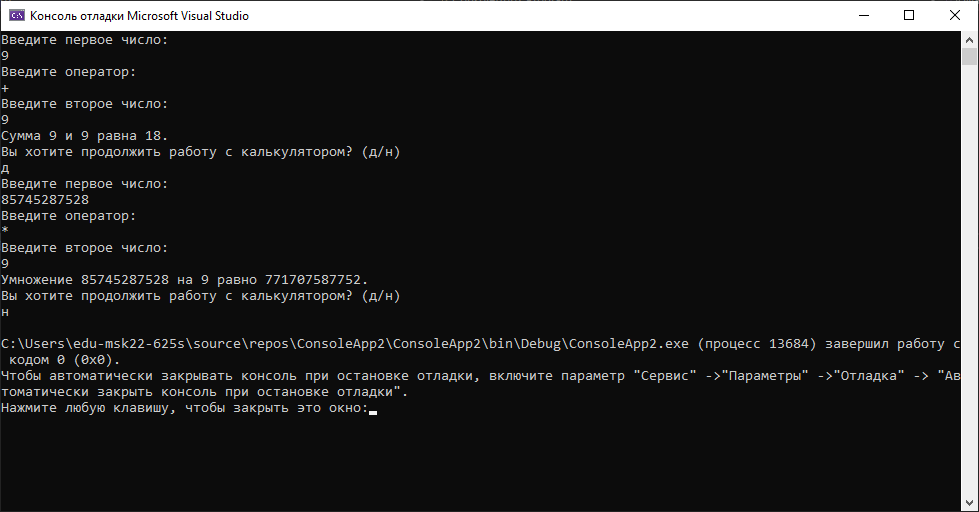 Консоль отладки Microsoft Visual Studio
Введите первое число:
9
Введите оператор:
+
Введите второе число:
9
Сумма 9 и 9 равна 18.
Вы хотите продолжить работу с калькулятором? (д/н)
д
Введите первое число:
85745287528
Введите оператор:
*
Введите второе число:
9
Умножение 85745287528 на 9 равно 771707587752.
Вы хотите продолжить работу с калькулятором? (д/н)
н
C:\Users\edu-msk22-625s\source\repos\ConsoleApp2\ConsoleApp2\bin\Debug\ConsoleApp2.exe (процесс 13684) завершил работу с
кодом 0 (0x0).
Чтобы автоматически закрывать консоль при остановке отладки, включите параметр "Сервис" ->"Параметры" ->"Отладка" -> "Ав
томатически закрыть консоль при остановке отладки".
Нажмите любую клавишу, чтобы закрыть это окно: